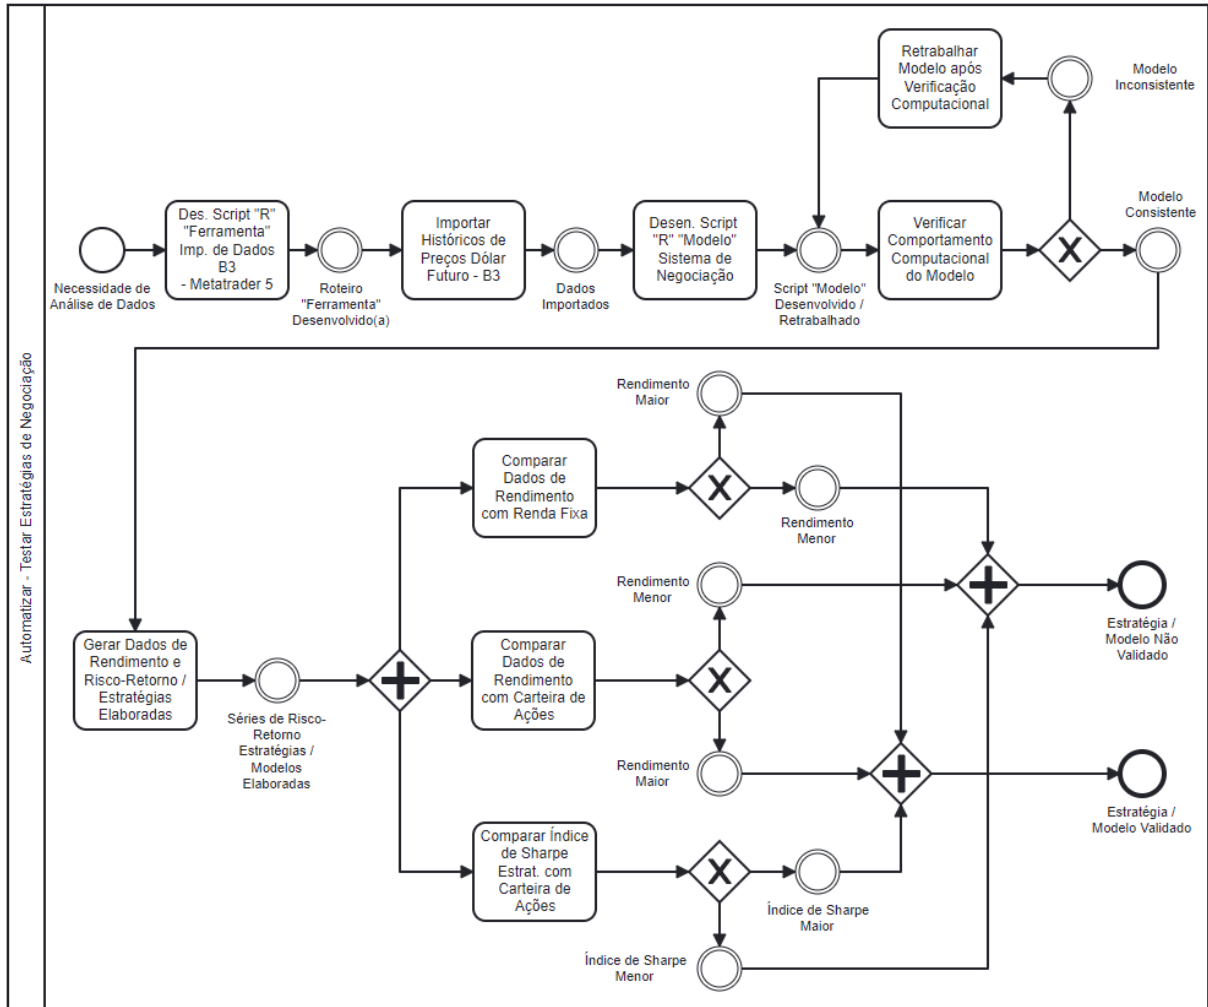 Automatizar - Testar Estratégias de Negociação
Retrabalhar
Modelo após
Verificação
Computacional
Modelo
Inconsistente
Necessidade de
Análise de Dados
Des. Script "R"
"Ferramenta"
Imp. de Dados
B3
- Metatrader 5
Roteiro
"Ferramenta"
Desenvolvido(a)
Importar
Históricos de
Preços Dólar
Futuro - B3
Dados
Importados
Desen. Script
"R" "Modelo"
Sistema de
Negociação
Script "Modelo"
Desenvolvido /
Retrabalhado
Verificar
Comportamento
Computacional
do Modelo
X
Modelo
Consistente
Gerar Dados de
Rendimento e
Risco-Retorno /
Estratégias
Elaboradas
Séries de Risco-
Retorno
Estratégias /
Modelos
Elaboradas
Comparar
Dados de
Rendimento
com Renda Fixa
X
Rendimento
Maior
Rendimento
Menor
Comparar
Dados de
Rendimento
com Carteira de
Ações
X
Rendimento
Menor
Rendimento
Maior
Comparar Índice
de Sharpe
Estrat. com
Carteira de
Ações
X
Índice de Sharpe
Maior
Índice de Sharpe
Menor
Estratégia /
Modelo Não
Validado
Estratégia /
Modelo Validado